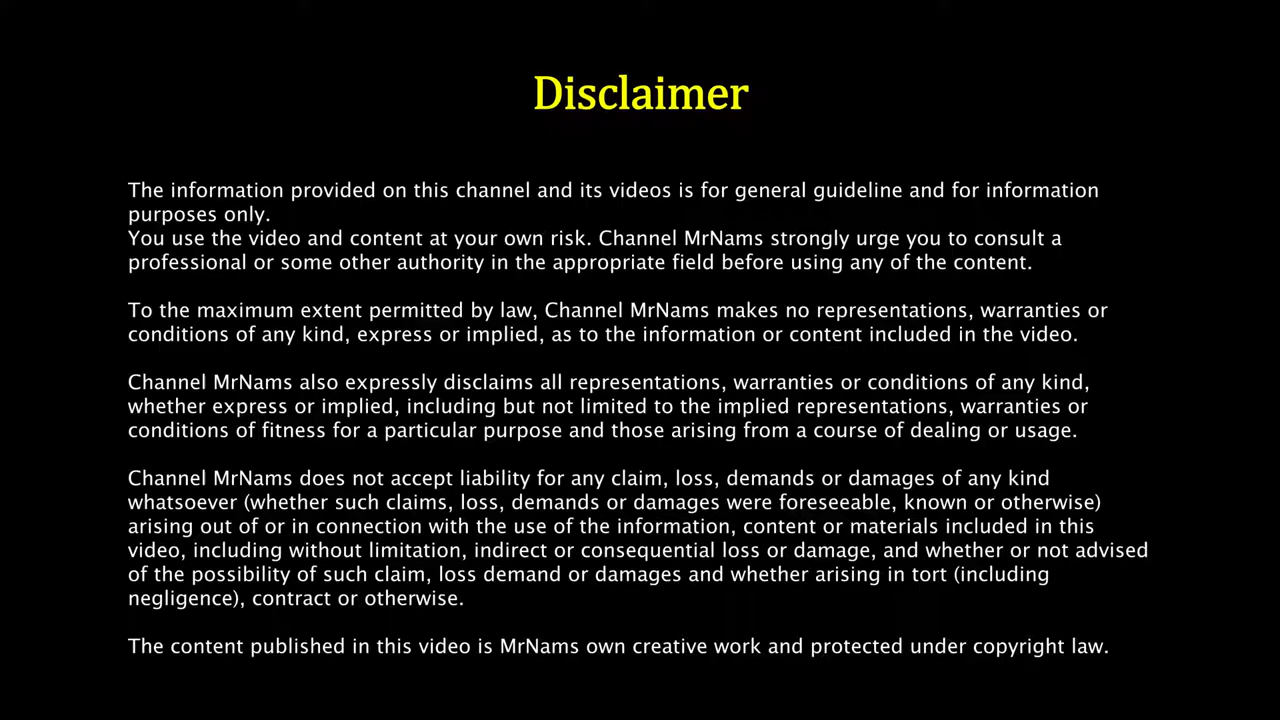 Disclaimer
The information provided on this channel and its videos is for general guideline and for information
purposes only.
You use the video and content at your own risk. Channel MrNams strongly urge you to consult a
professional or some other authority in the appropriate field before using any of the content.
To the maximum extent permitted by law, Channel MrNams makes no representations, warranties or
conditions of any kind, express or implied, as to the information or content included in the video.
Channel MrNams also expressly disclaims all representations, warranties or conditions of any kind,
whether express or implied, including but not limited to the implied representations, warranties or
conditions of fitness for a particular purpose and those arising from a course of dealing or usage.
Channel MrNams does not accept liability for any claim, loss, demands or damages of any kind
whatsoever (whether such claims, loss, demands or damages were foreseeable, known or otherwise)
arising out of or in connection with the use of the information, content or materials included in this
video, including without limitation, indirect or consequential loss or damage, and whether or not advised
of the possibility of such claim, loss demand or damages and whether arising in tort (including
negligence), contract or otherwise.
The content published in this video is MrNams own creative work and protected under copyright law.